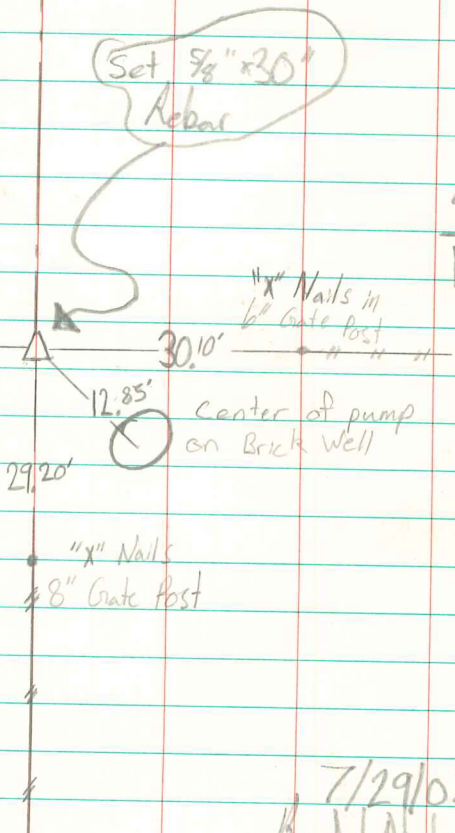 Set 5/8" x 30"
Rebar
"X" Nails in
6" Gate Post
30.10'
12.85'
Center of pump
on Brick Well
29.20'
"X" Nails
8" Gate Post
7/29/0